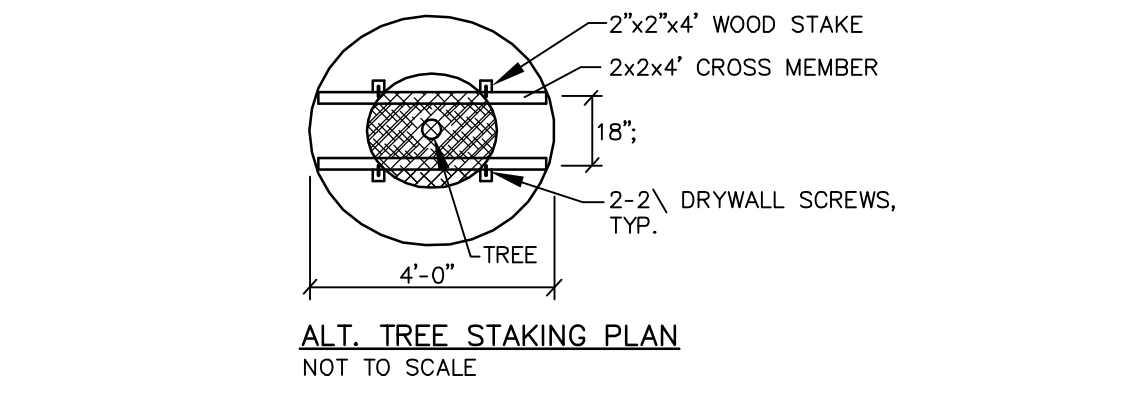 2"x2"x4' WOOD STAKE
2x2x4' CROSS MEMBER
18";
2-2\ DRYWALL SCREWS,
TYP.
TREE
4'-0"
ALT. TREE STAKING PLAN
NOT TO SCALE